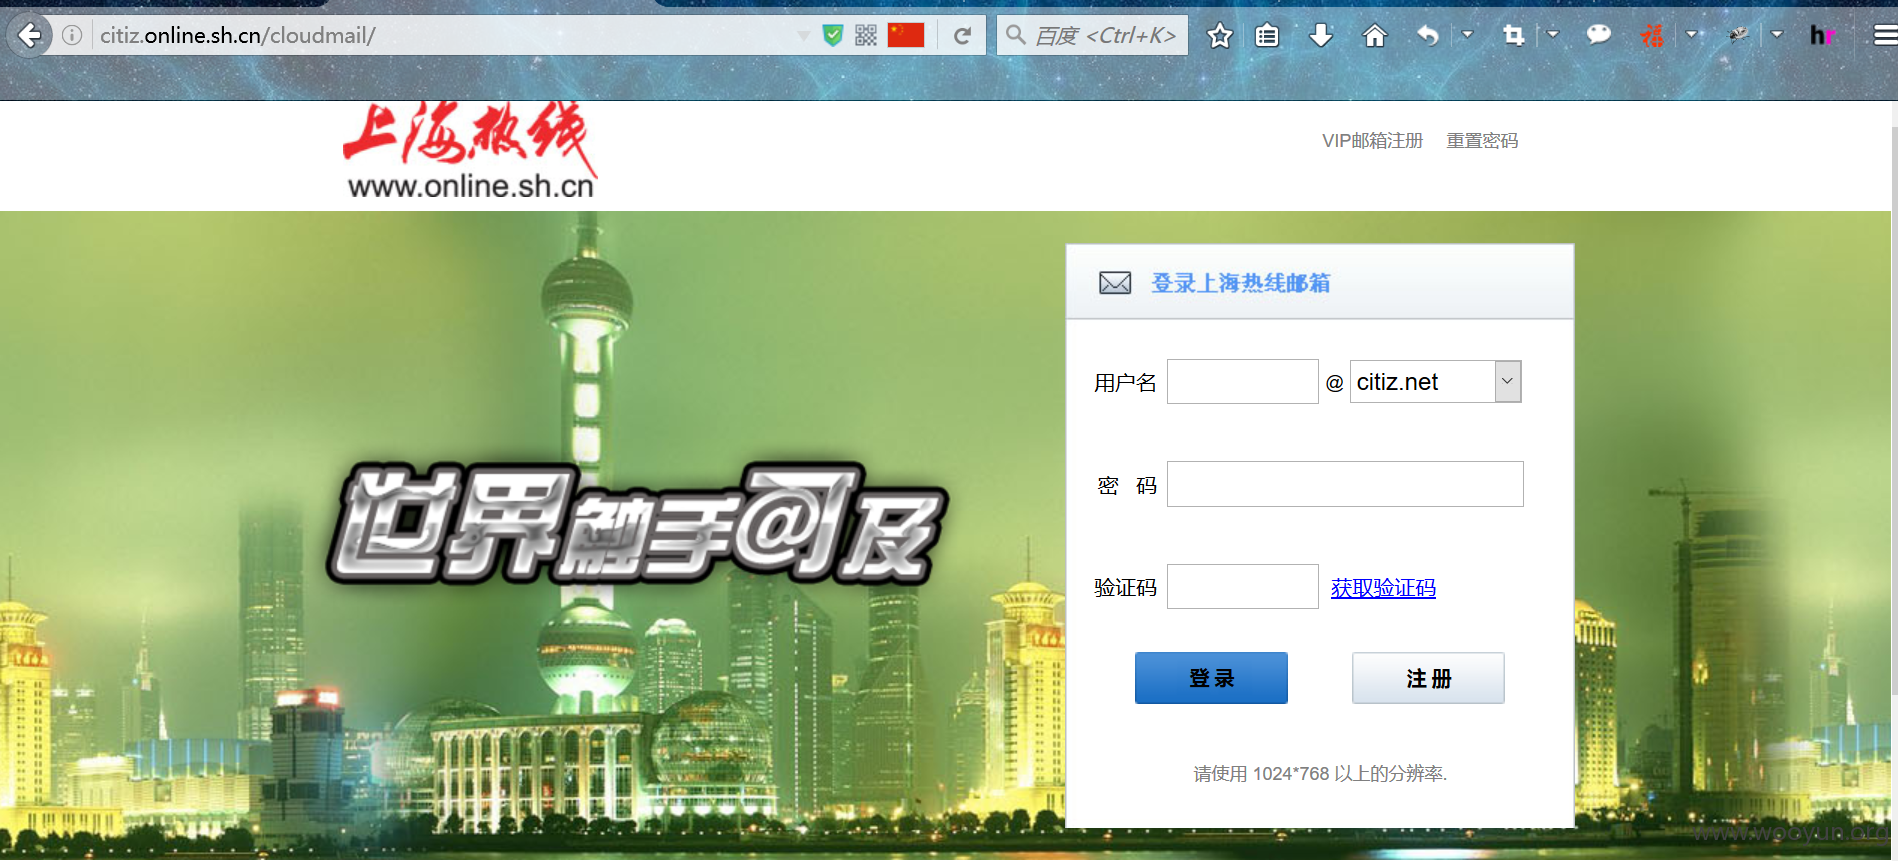 citiz.online.sh.cn/cloudmail/
百度 <Ctrl+K>
hr
上海热线
www.online.sh.cn
VIP邮箱注册 重置密码
登录上海热线邮箱
用户名 @ citiz.net
密 码
世界触手@可及
验证码 获取验证码
登 录 注 册
请使用 1024*768 以上的分辨率.
www.wooyun.org